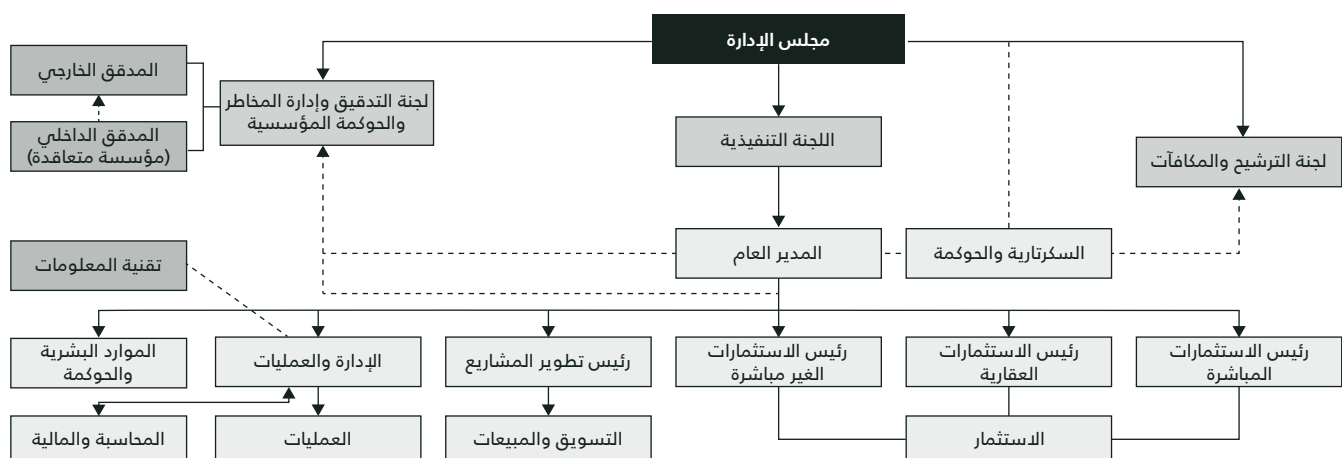 مجلس الإدارة
المدقق الخارجي
لجنة التدقيق وإدارة المخاطر
والحوكمة المؤسسية
المدقق الداخلي
(مؤسسة متعاقدة)
اللجنة التنفيذية
لجنة الترشيح والمكافآت
السكرتارية والحوكمة
المدير العام
تقنية المعلومات
رئيس الاستثمارات
المباشرة
رئيس الاستثمارات
العقارية
رئيس الاستثمارات
الغير مباشرة
رئيس تطوير المشاريع
الإدارة والعمليات
الموارد البشرية
والحوكمة
الاستثمار
التسويق والمبيعات
العمليات
المحاسبة والمالية